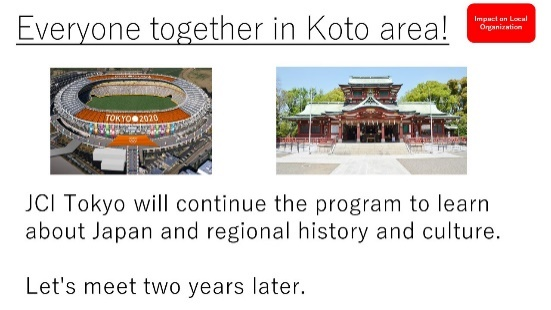 Everyone together in Koto area!
Impact on Local
Organization
TOKYO 2020
JCI Tokyo will continue the program to learn
about Japan and regional history and culture.
Let's meet two years later.